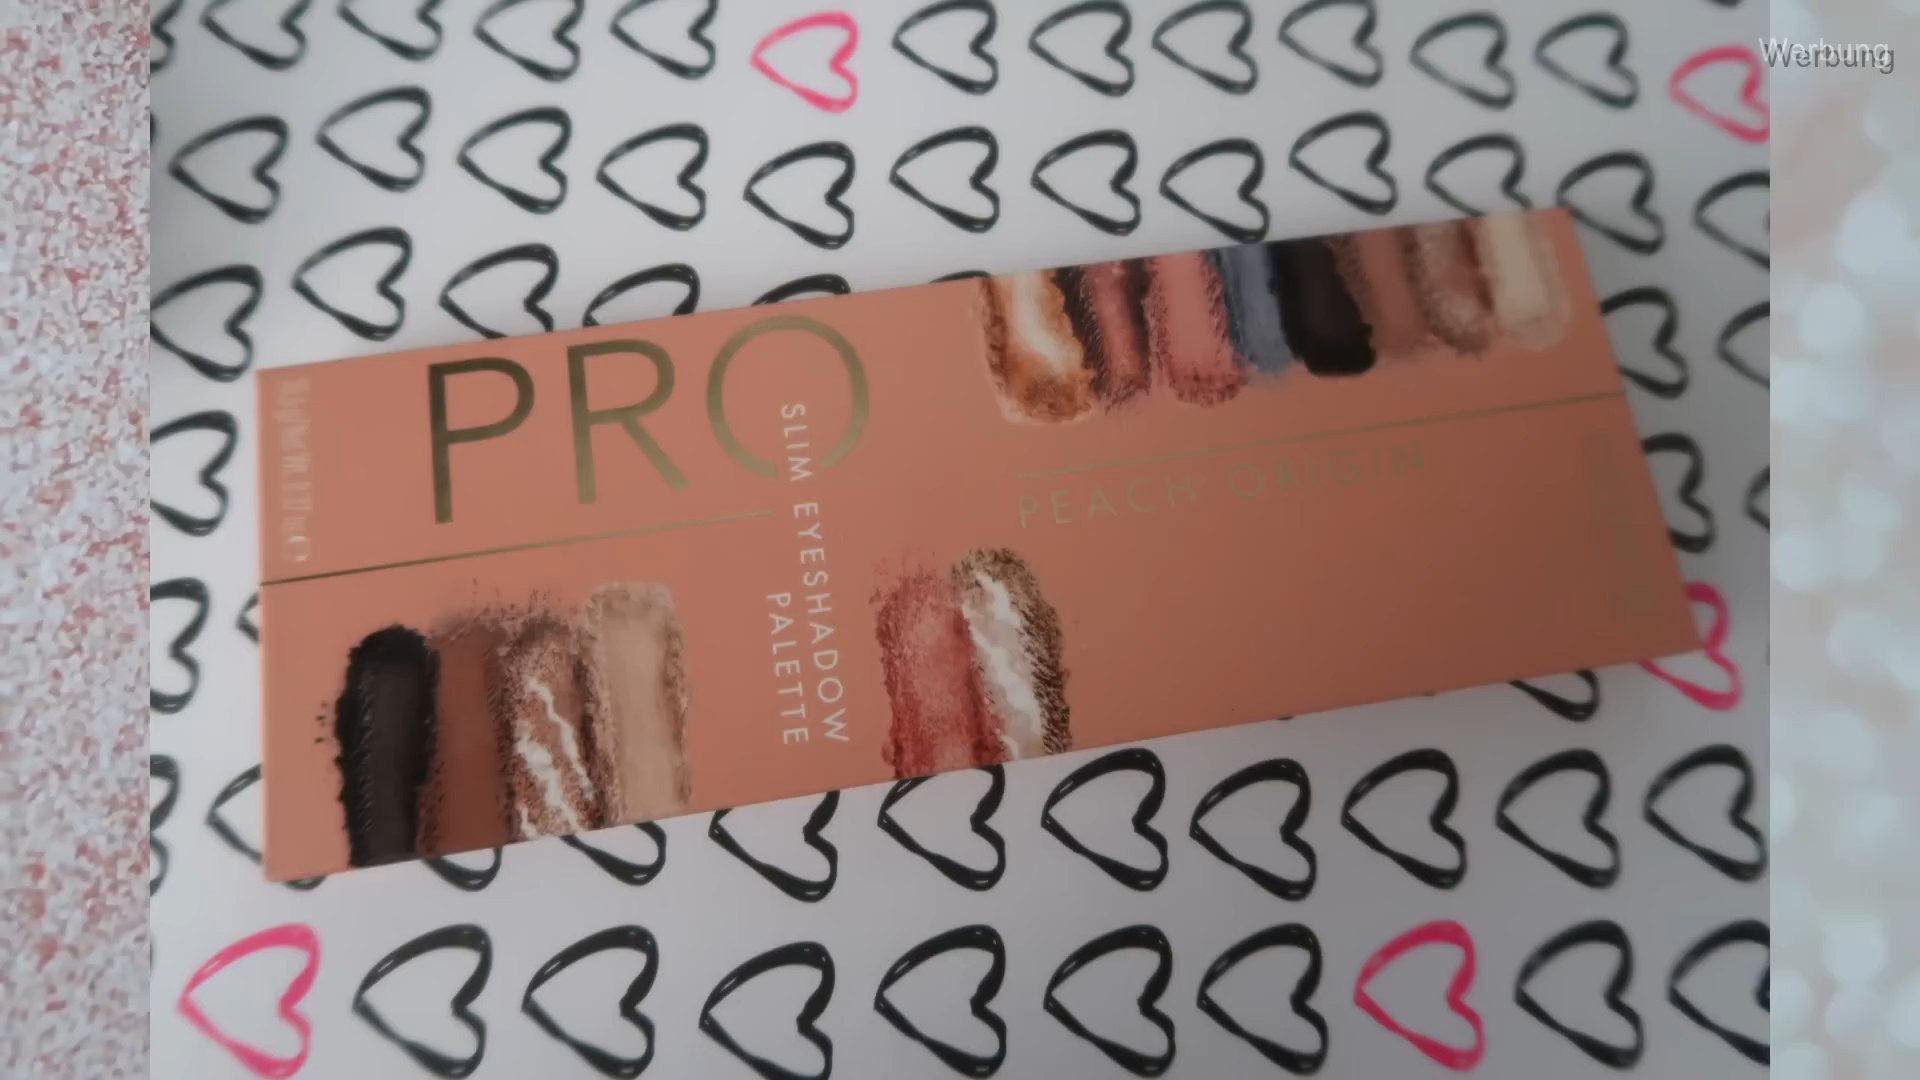 Werbung
PRO
SLIM EYESHADOW
PALETTE
PEACH ORIGIN